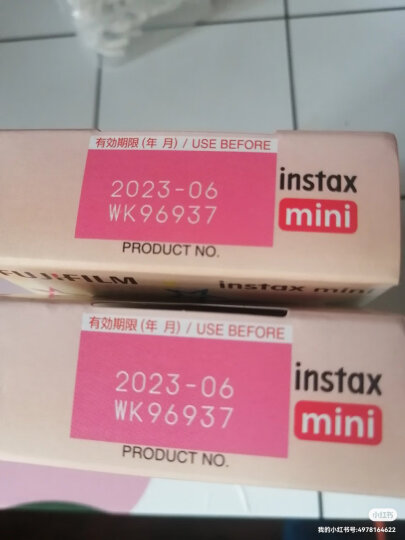 有効期限(年 月) / USE BEFORE
2023-06
WK96937
instax
mini
PRODUCT NO.
FUJIFILM
instax mini
有効期限(年 月) / USE BEFORE
2023-06
WK96937
instax
mini
PRODUCT NO.
小红书
我的小红书号:4978164622